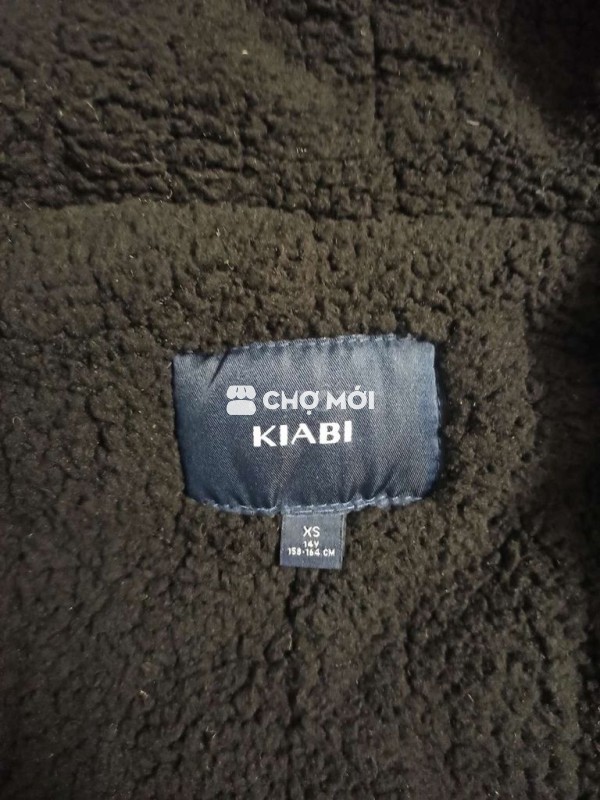 CHỢ MỚI
KIABI
XS
14Y
158-164 CM